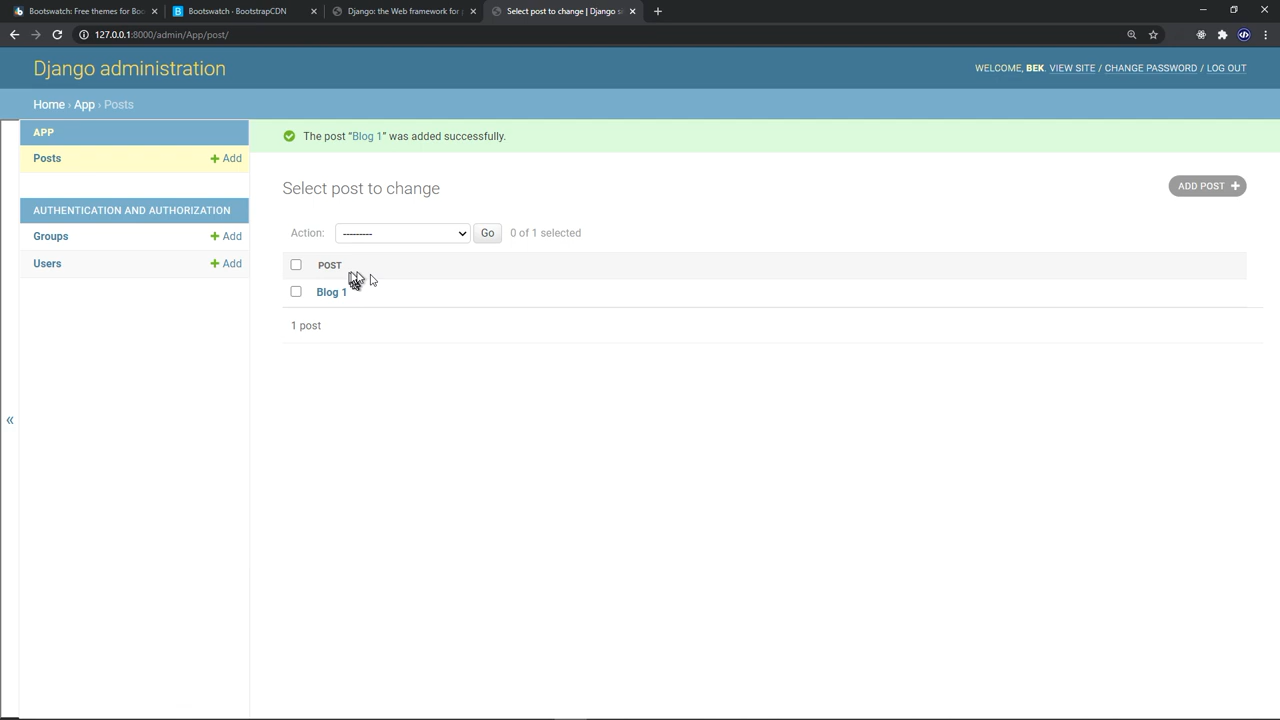 Bootswatch: Free themes for Boo
Bootswatch · BootstrapCDN
Django: the Web framework for
Select post to change | Django s
127.0.0.1:8000/admin/App/post/
Django administration
WELCOME, BEK. VIEW SITE / CHANGE PASSWORD / LOG OUT
Home › App › Posts
APP
Posts
+ Add
AUTHENTICATION AND AUTHORIZATION
Groups
+ Add
Users
+ Add
«
The post “Blog 1” was added successfully.
Select post to change
ADD POST +
Action: --------- Go 0 of 1 selected
POST
Blog 1
1 post